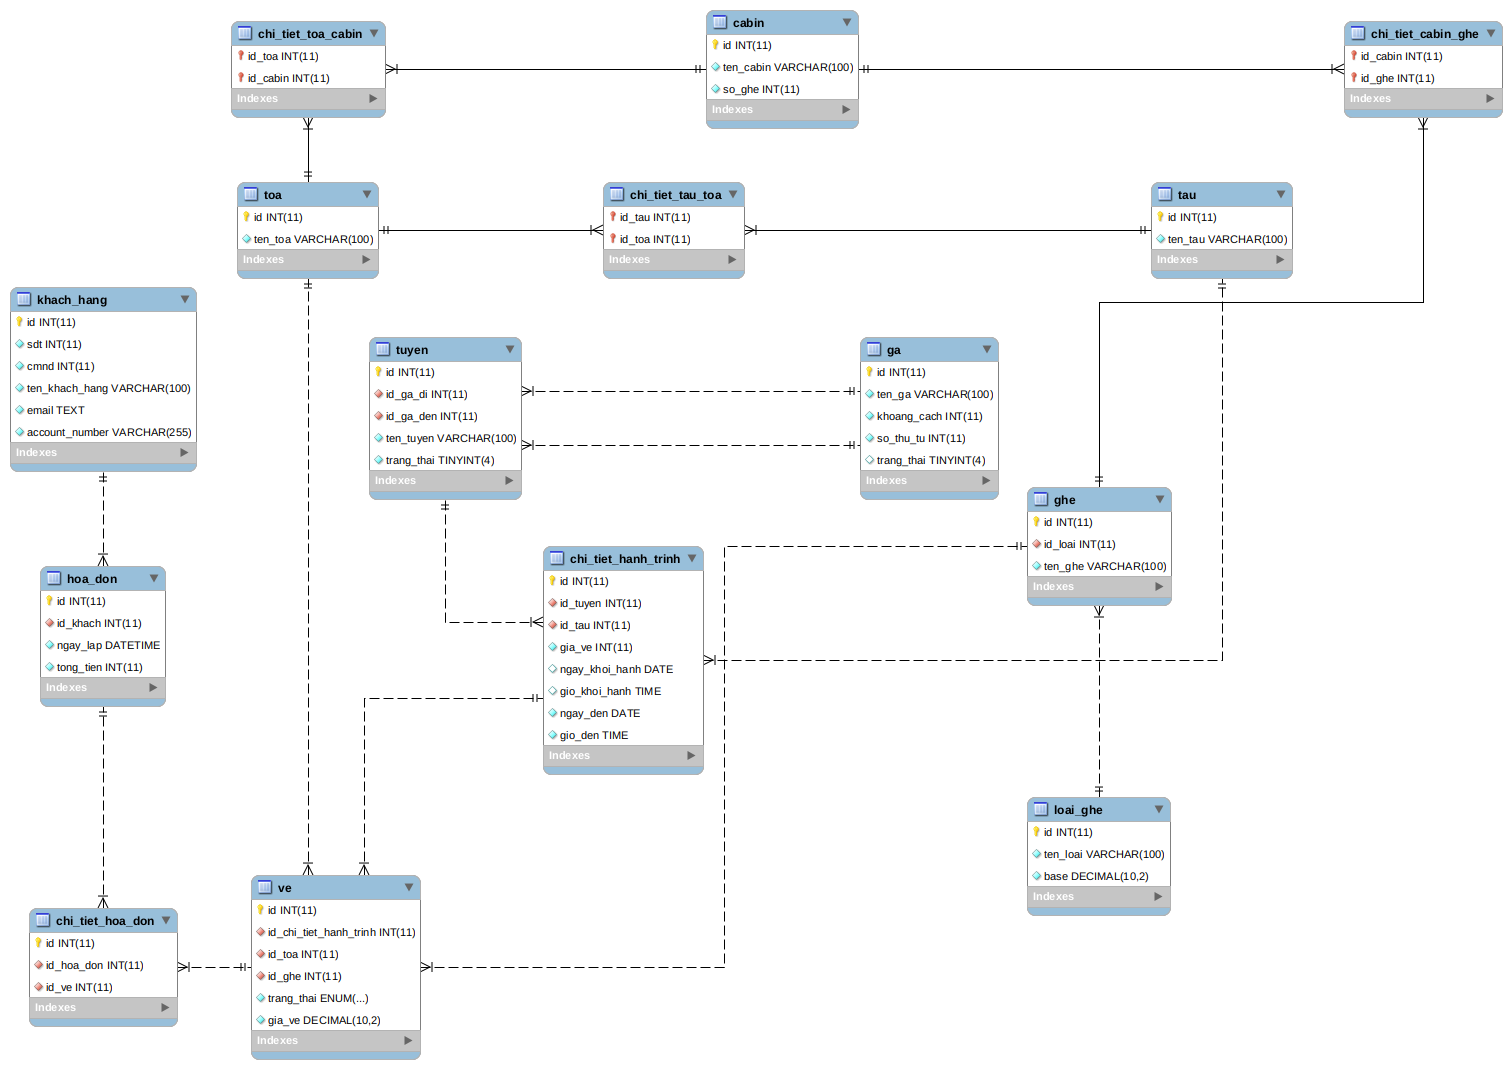 chi_tiet_toa_cabin
id_toa INT(11)
id_cabin INT(11)
Indexes
cabin
id INT(11)
ten_cabin VARCHAR(100)
so_ghe INT(11)
Indexes
chi_tiet_cabin_ghe
id_cabin INT(11)
id_ghe INT(11)
Indexes
toa
id INT(11)
ten_toa VARCHAR(100)
Indexes
chi_tiet_tau_toa
id_tau INT(11)
id_toa INT(11)
Indexes
tau
id INT(11)
ten_tau VARCHAR(100)
Indexes
khach_hang
id INT(11)
sdt INT(11)
cmnd INT(11)
ten_khach_hang VARCHAR(100)
email TEXT
account_number VARCHAR(255)
Indexes
tuyen
id INT(11)
id_ga_di INT(11)
id_ga_den INT(11)
ten_tuyen VARCHAR(100)
trang_thai TINYINT(4)
Indexes
ga
id INT(11)
ten_ga VARCHAR(100)
khoang_cach INT(11)
so_thu_tu INT(11)
trang_thai TINYINT(4)
Indexes
ghe
id INT(11)
id_loai INT(11)
ten_ghe VARCHAR(100)
Indexes
hoa_don
id INT(11)
id_khach INT(11)
ngay_lap DATETIME
tong_tien INT(11)
Indexes
chi_tiet_hanh_trinh
id INT(11)
id_tuyen INT(11)
id_tau INT(11)
gia_ve INT(11)
ngay_khoi_hanh DATE
gio_khoi_hanh TIME
ngay_den DATE
gio_den TIME
Indexes
loai_ghe
id INT(11)
ten_loai VARCHAR(100)
base DECIMAL(10,2)
Indexes
chi_tiet_hoa_don
id INT(11)
id_hoa_don INT(11)
id_ve INT(11)
Indexes
ve
id INT(11)
id_chi_tiet_hanh_trinh INT(11)
id_toa INT(11)
id_ghe INT(11)
trang_thai ENUM(...)
gia_ve DECIMAL(10,2)
Indexes